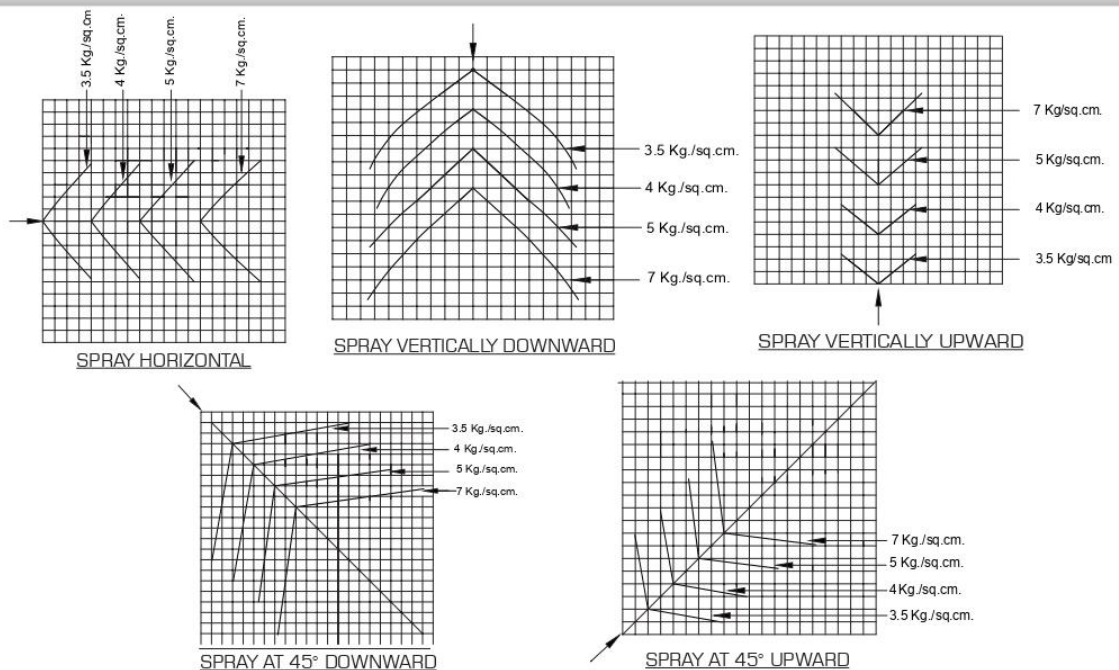 3.5 Kg./sq.Cm
4 Kg./sq.cm.
5 Kg./sq.cm.
7 Kg./sq.cm.
SPRAY HORIZONTAL
3.5 Kg./sq.cm.
4 Kg./sq.cm.
5 Kg./sq.cm.
7 Kg./sq.cm.
SPRAY VERTICALLY DOWNWARD
7 Kg/sq.cm.
5 Kg/sq.cm.
4 Kg/sq.cm.
3.5 Kg/sq.cm
SPRAY VERTICALLY UPWARD
3.5 Kg./sq.cm.
4 Kg./sq.cm.
5 Kg./sq.cm.
7 Kg./sq.cm.
SPRAY AT 45° DOWNWARD
7 Kg./sq.cm.
5 Kg./sq.cm.
4 Kg./sq.cm.
3.5 Kg./sq.cm.
SPRAY AT 45° UPWARD